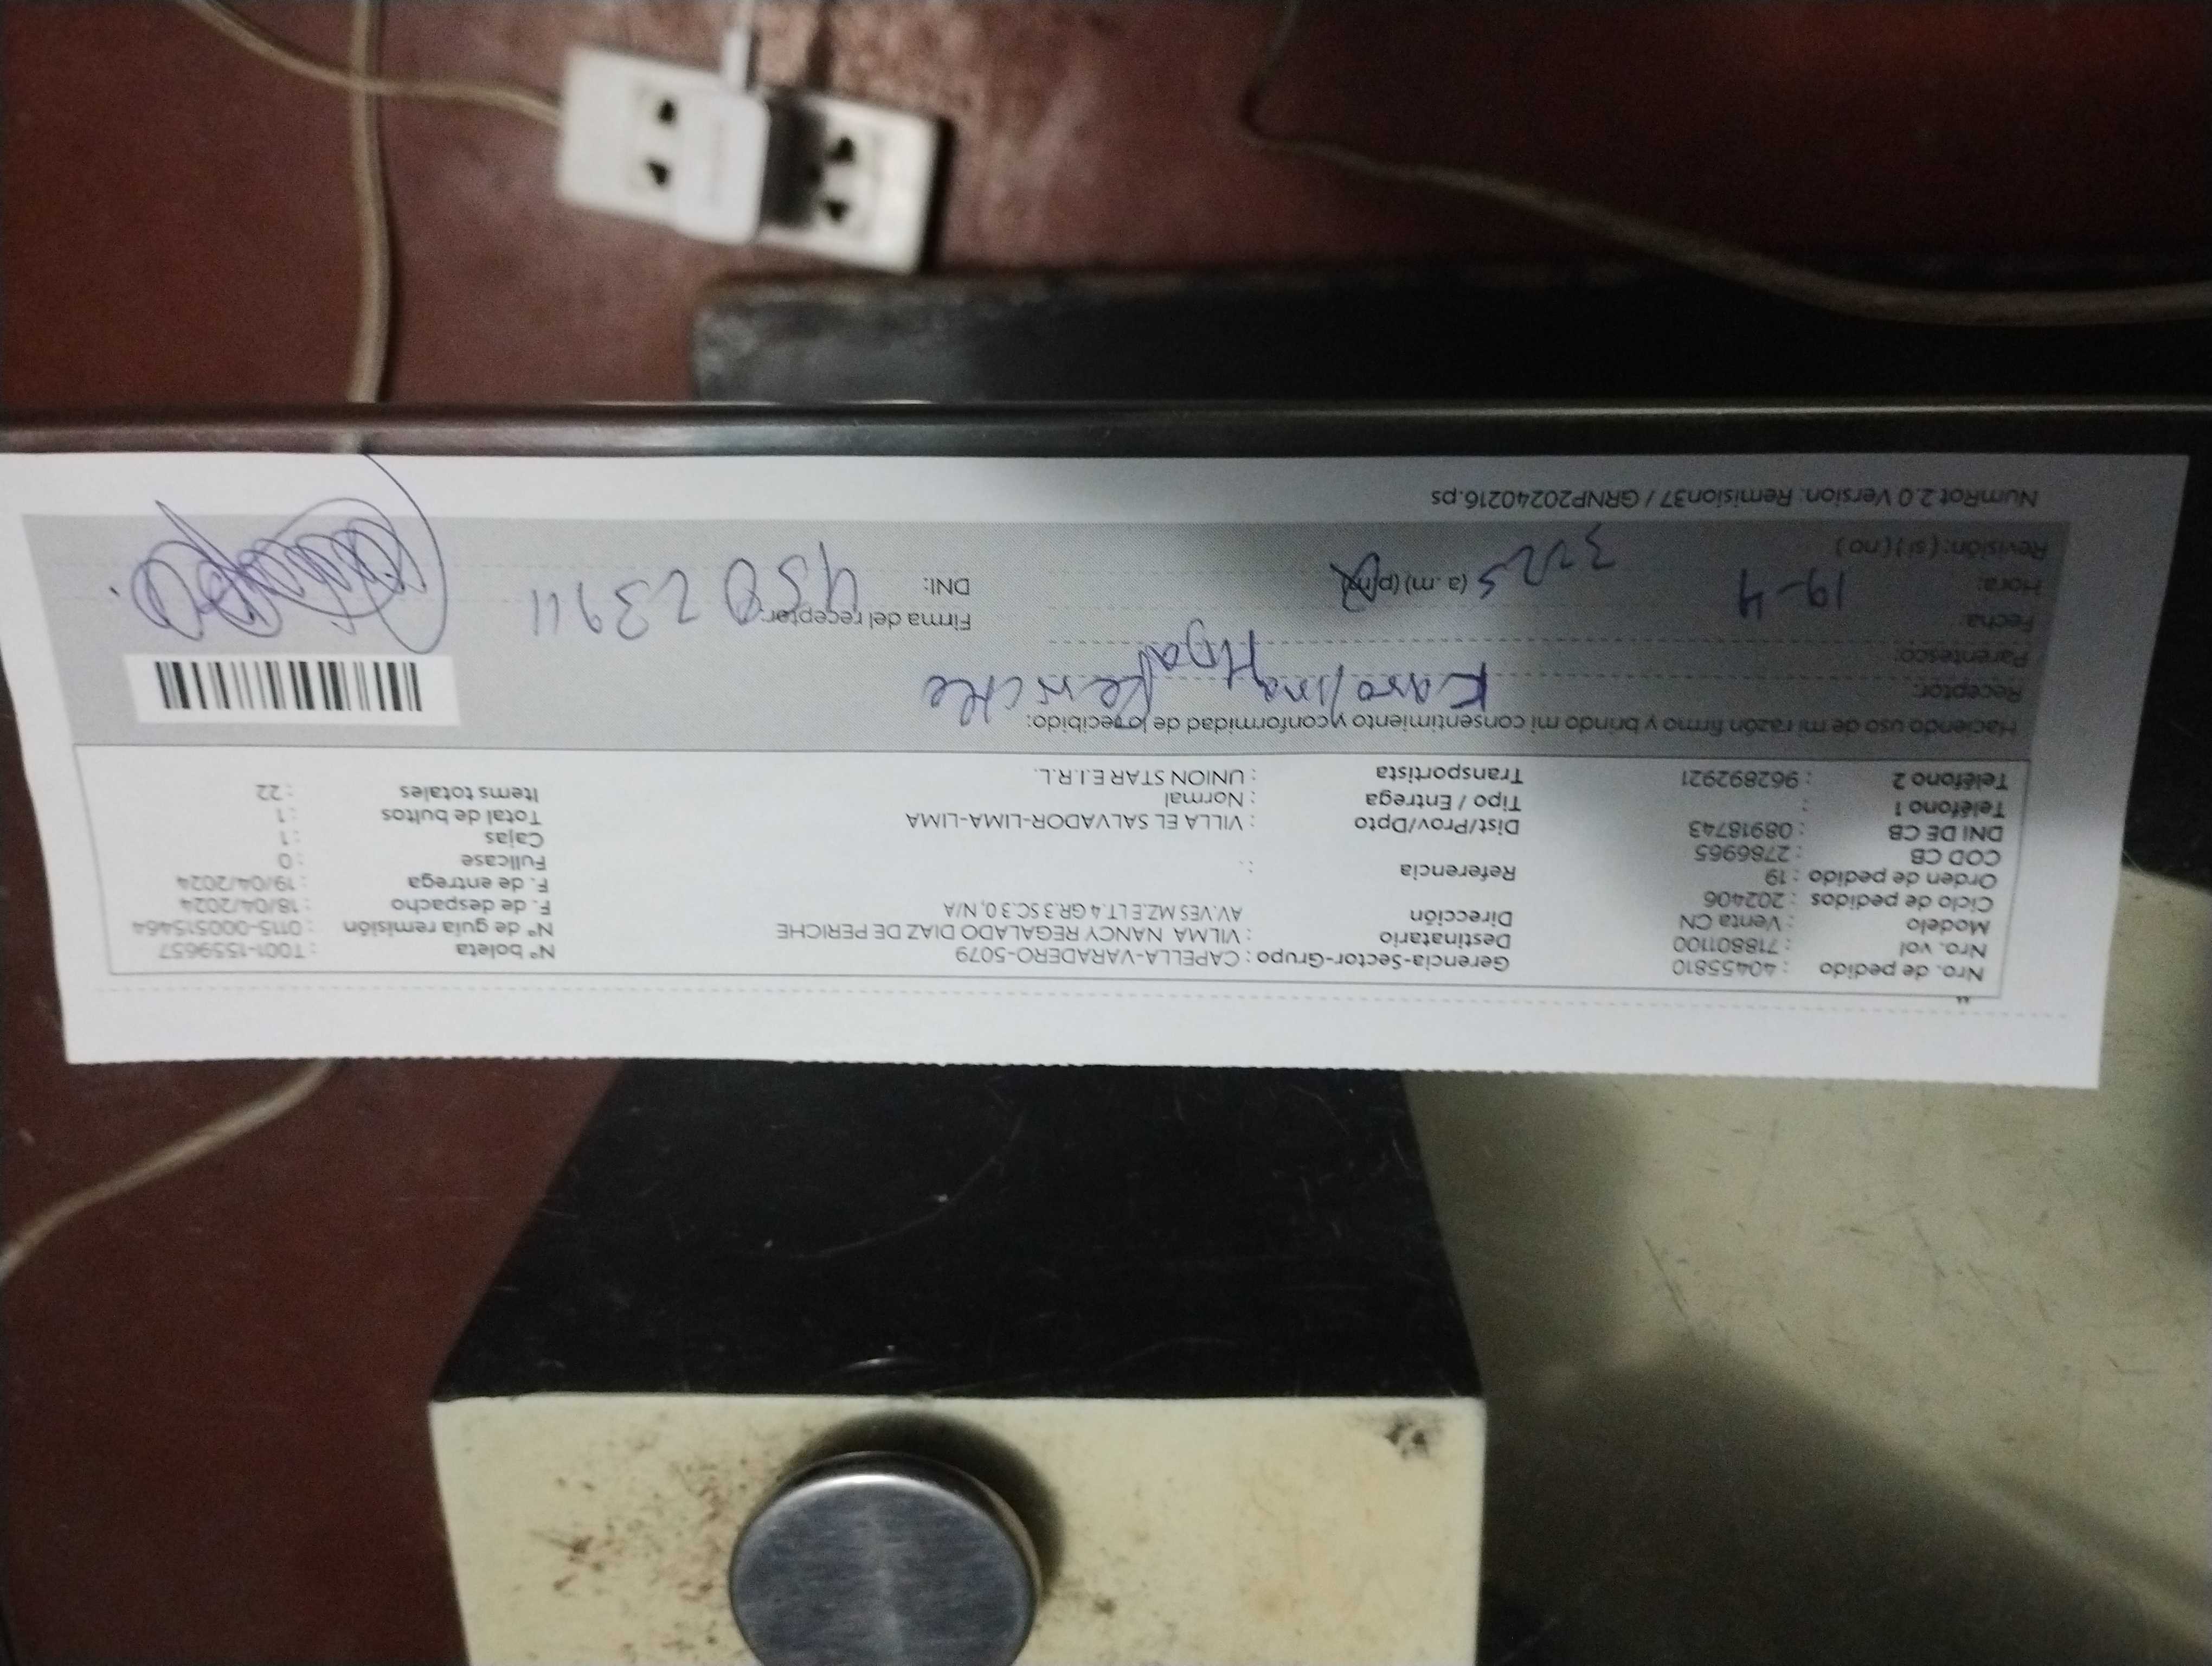 Nro. de pedido : 40455810 Gerencia-Sector-Grupo : CAPELLA-VARADERO-5079 Nº boleta : T001-1559657
Nro. vol : 718801100 Destinatario : VILMA NANCY REGALADO DIAZ DE PERICHE Nº de guía remisión : 0115-000515464
Modelo : Venta CN Dirección AV.VES MZ.E LT.4 GR.3 SC.3 0, N/A F. de despacho : 18/04/2024
Ciclo de pedidos : 202406 F. de entrega : 19/04/2024
Orden de pedido : 19 Referencia : . Fullcase : 0
COD CB : 2786965 Cajas : 1
DNI DE CB : 08918743 Dist/Prov/Dpto : VILLA EL SALVADOR-LIMA-LIMA Total de bultos : 1
Teléfono 1 : Tipo / Entrega : Normal Items totales : 22
Teléfono 2 : 962892921 Transportista : UNION STAR E.I.R.L.
Haciendo uso de mi razón firmo y brindo mi consentimiento y conformidad de lo recibido:
Receptor: Karolina Periche
Parentesco: Hija
Fecha: 19-4 Firma del receptor:
Hora: (a. m) (p/m) DNI: 45023911
Revisión: ( si ) ( no )
NumRot 2.0 Version: Remision37 / GRNP20240216.ps